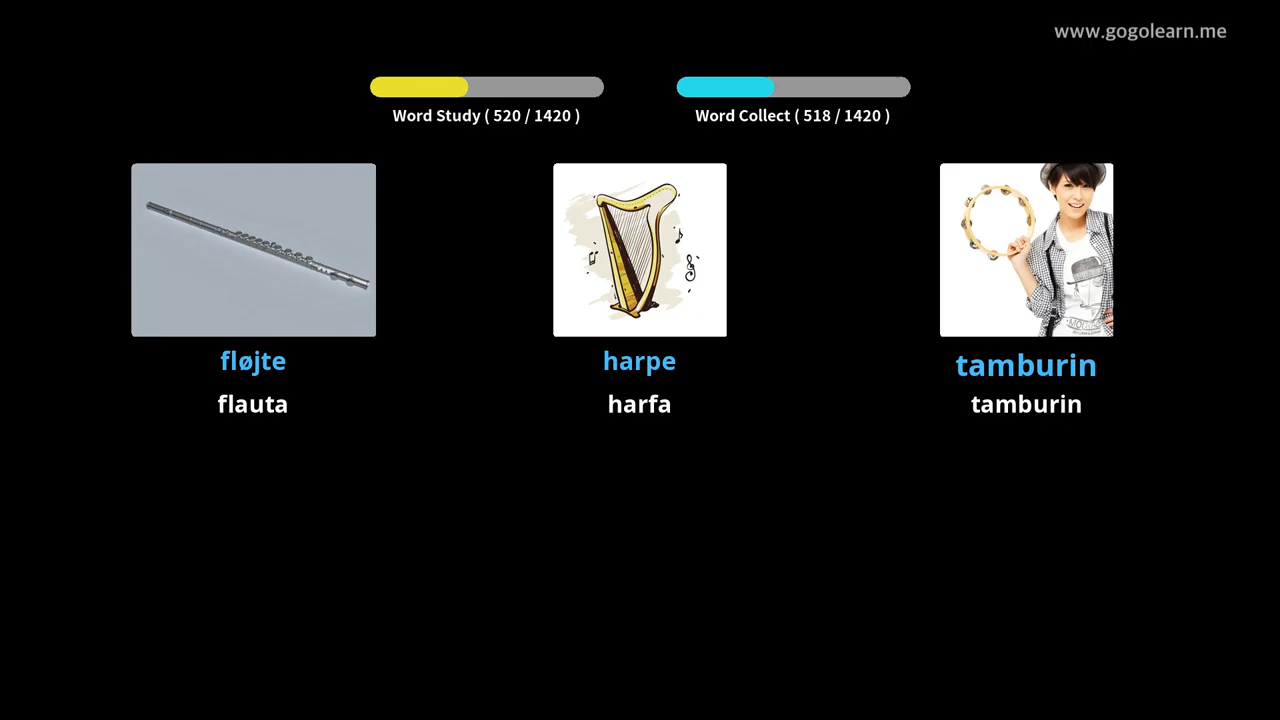 www.gogolearn.me
Word Study ( 520 / 1420 )
Word Collect ( 518 / 1420 )
fløjte
harpe
tamburin
flauta
harfa
tamburin